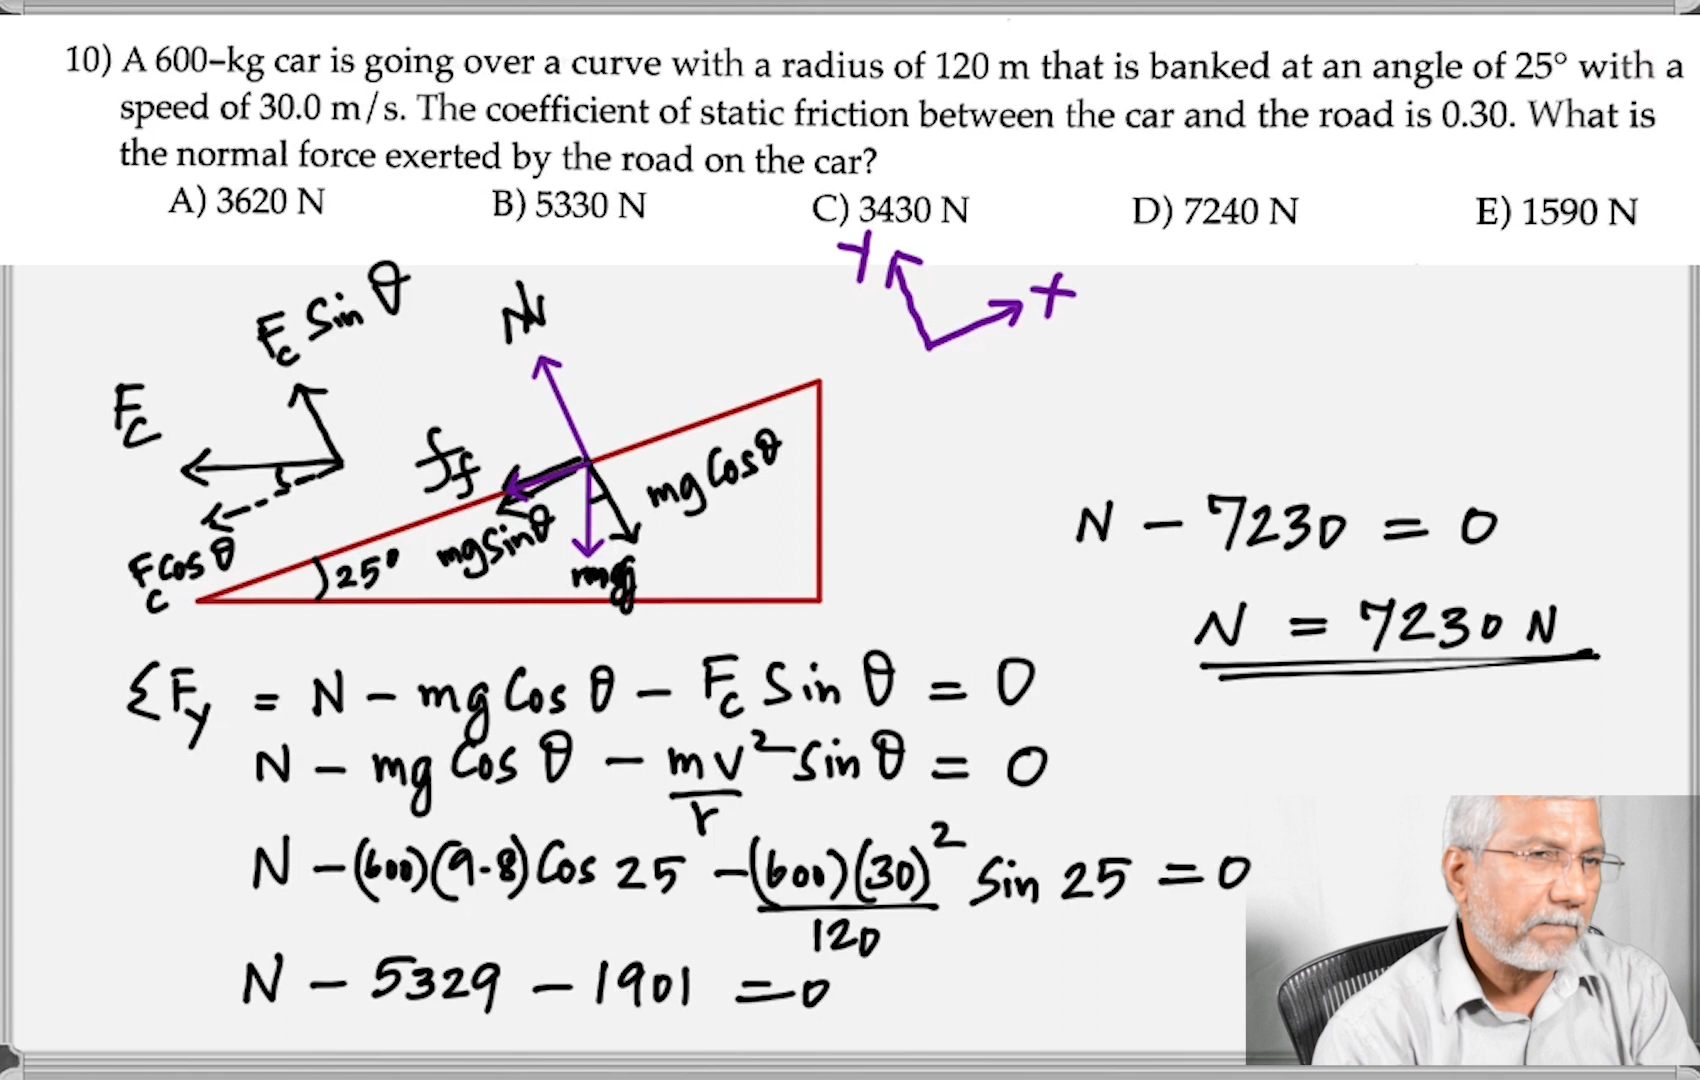 10) A 600-kg car is going over a curve with a radius of 120 m that is banked at an angle of 25° with a
speed of 30.0 m/s. The coefficient of static friction between the car and the road is 0.30. What is
the normal force exerted by the road on the car?
A) 3620 N B) 5330 N C) 3430 N D) 7240 N E) 1590 N
Y
X
Fc Sin θ
N
Fc
ff
mg Cos θ
Fc Cos θ
25°
mg Sin θ
mg
N - 7230 = 0
N = 7230 N
ΣFy = N - mg Cos θ - Fc Sin θ = 0
N - mg Cos θ - mv²/r Sin θ = 0
N - (600)(9.8) Cos 25 - (600)(30)²/120 Sin 25 = 0
N - 5329 - 1901 = 0